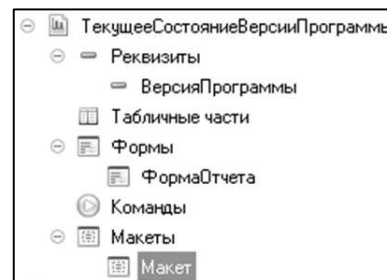 ТекущееСостояниеВерсииПрограммы
Реквизиты
ВерсияПрограммы
Табличные части
Формы
ФормаОтчета
Команды
Макеты
Макет